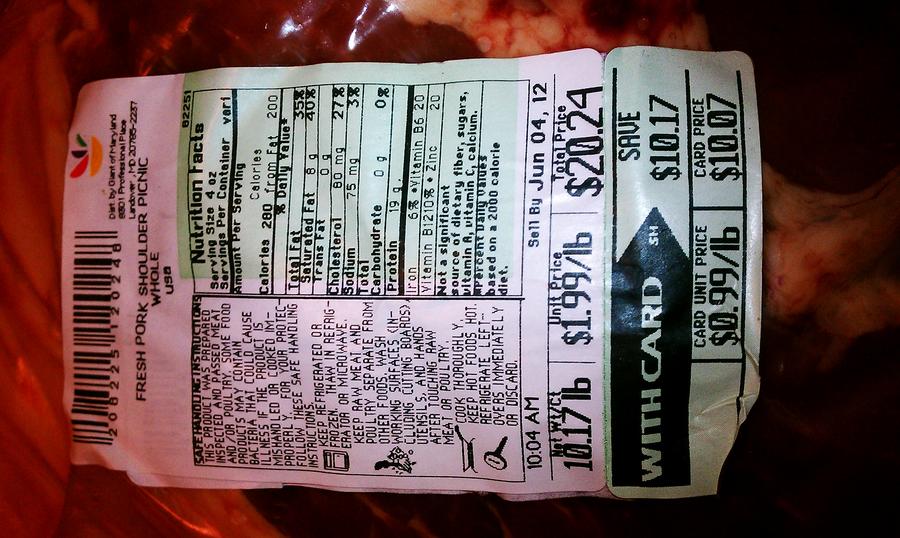 Dist by Giant of Maryland
8301 Professional Place
Landover, MD 20785-2237
2 08225 12024 8
FRESH PORK SHOULDER PICNIC
WHOLE
USA
82251
SAFE HANDLING INSTRUCTIONS
THIS PRODUCT WAS PREPARED FROM
INSPECTED AND PASSED MEAT
AND/OR POULTRY. SOME FOOD
PRODUCTS MAY CONTAIN
BACTERIA THAT COULD CAUSE
ILLNESS IF THE PRODUCT IS
MISHANDLED OR COOKED IM-
PROPERLY. FOR YOUR PROTECTION,
FOLLOW THESE SAFE HANDLING
INSTRUCTIONS.
KEEP REFRIGERATED OR
FROZEN. THAW IN REFRIG-
ERATOR OR MICROWAVE.
KEEP RAW MEAT AND
POULTRY SEPARATE FROM
OTHER FOODS. WASH
WORKING SURFACES (IN-
CLUDING CUTTING BOARDS),
UTENSILS, AND HANDS
AFTER TOUCHING RAW
MEAT OR POULTRY.
COOK THOROUGHLY.
KEEP HOT FOODS HOT.
REFRIGERATE LEFT-
OVERS IMMEDIATELY
OR DISCARD.
Nutrition Facts
Serving Size 4 oz
Servings Per Container vari
Amount Per Serving
Calories 280 Calories from Fat 200
% Daily Value*
Total Fat 35%
Saturated Fat 8 g 40%
Trans Fat 0 g
Cholesterol 80 mg 27%
Sodium 75 mg 3%
Total
Carbohydrate 0 g 0%
Protein 19 g
Iron 6% • Vitamin B6 20
Vitamin B12 10% • Zinc 20
Not a significant
source of dietary fiber, sugars,
vitamin A, vitamin C, calcium.
*Percent Daily Values
based on a 2000 calorie
diet.
10:04 AM Sell By Jun 04, 12
Net Wt/Ct Unit Price Total Price
10.17 lb $1.99/lb $20.24
WITH CARD SM SAVE
$10.17
CARD UNIT PRICE CARD PRICE
$0.99/lb $10.07